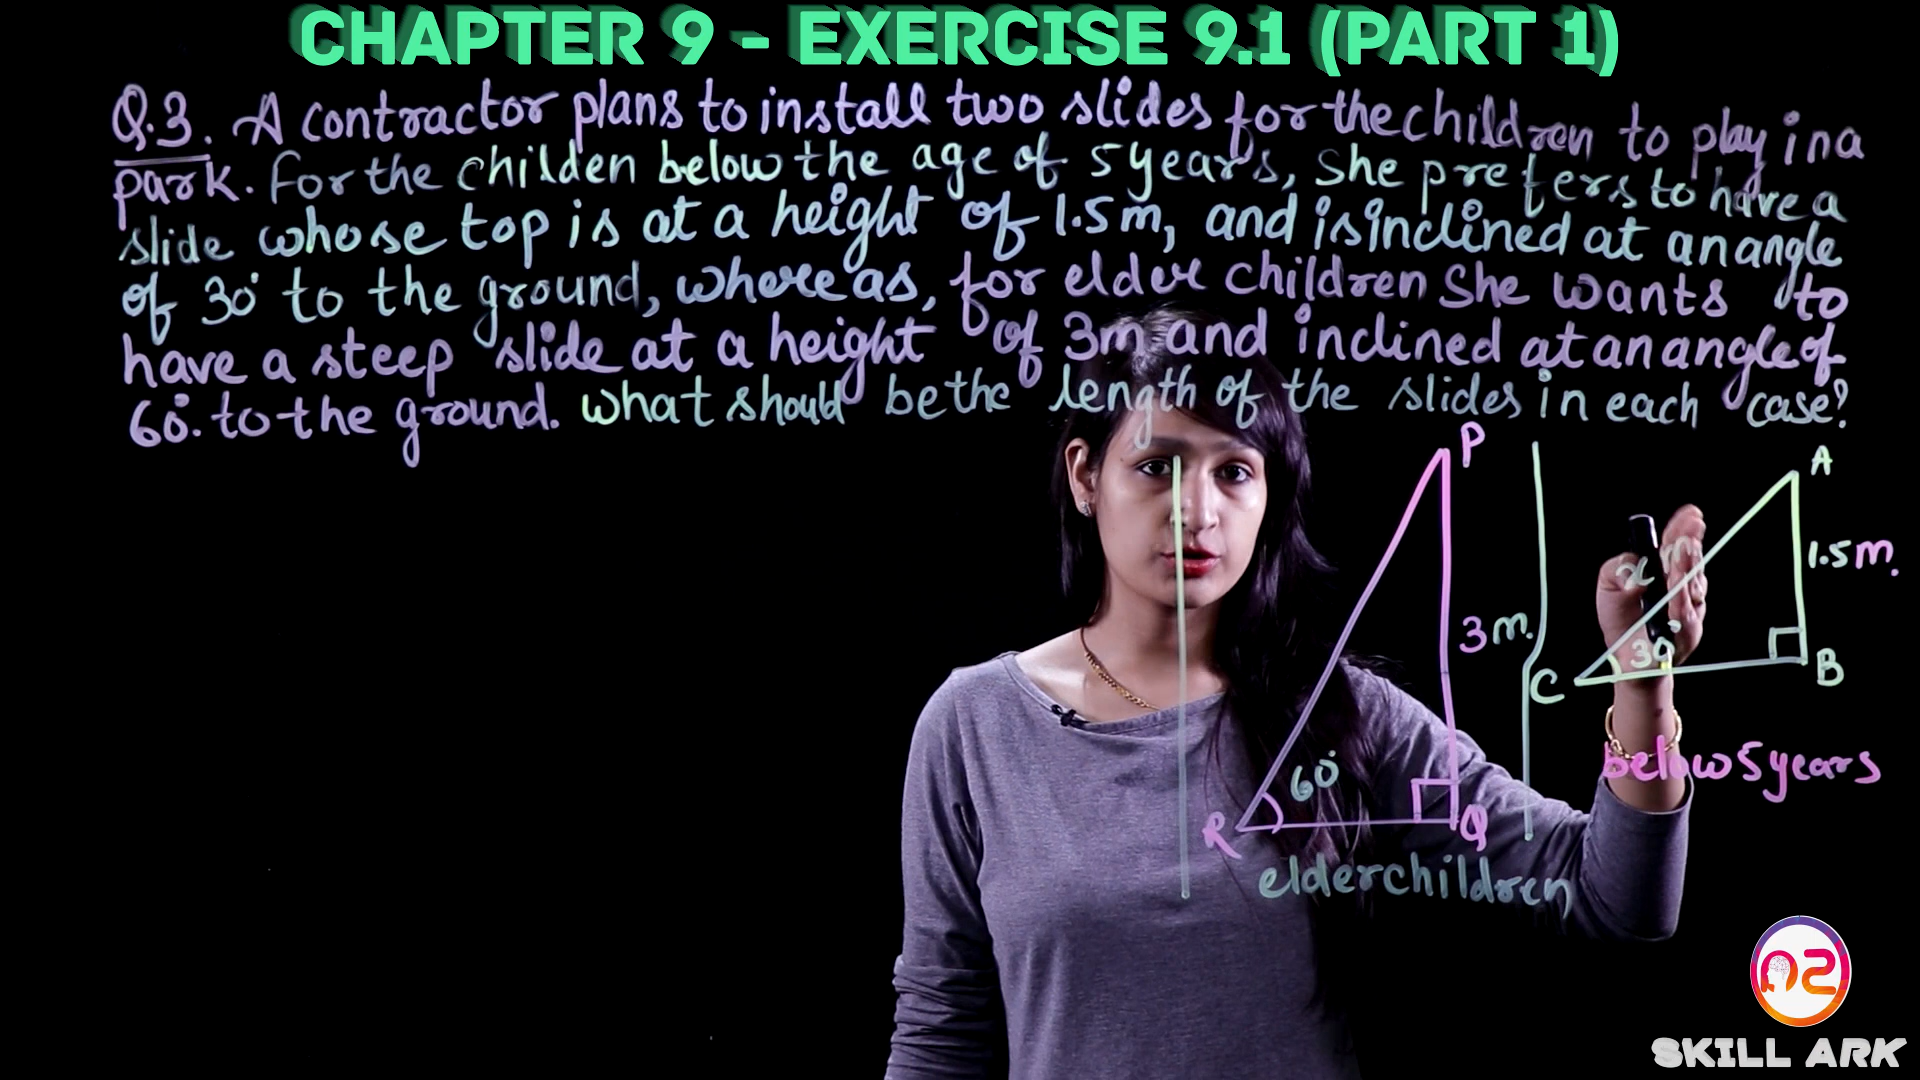 CHAPTER 9 - EXERCISE 9.1 (PART 1)
Q.3. A contractor plans to install two slides for the children to play in a
park. For the childen below the age of 5 years, She prefers to have a
slide whose top is at a height of 1.5m, and is inclined at an angle
of 30° to the ground, where as, for elder children She wants to
have a steep slide at a height of 3m and inclined at an angle of
60°. to the ground. what should be the length of the slides in each case?
P
A
x m
1.5m.
3m.
30°
C
B
below 5 years
60°
R
Q
elder children
SKILL ARK